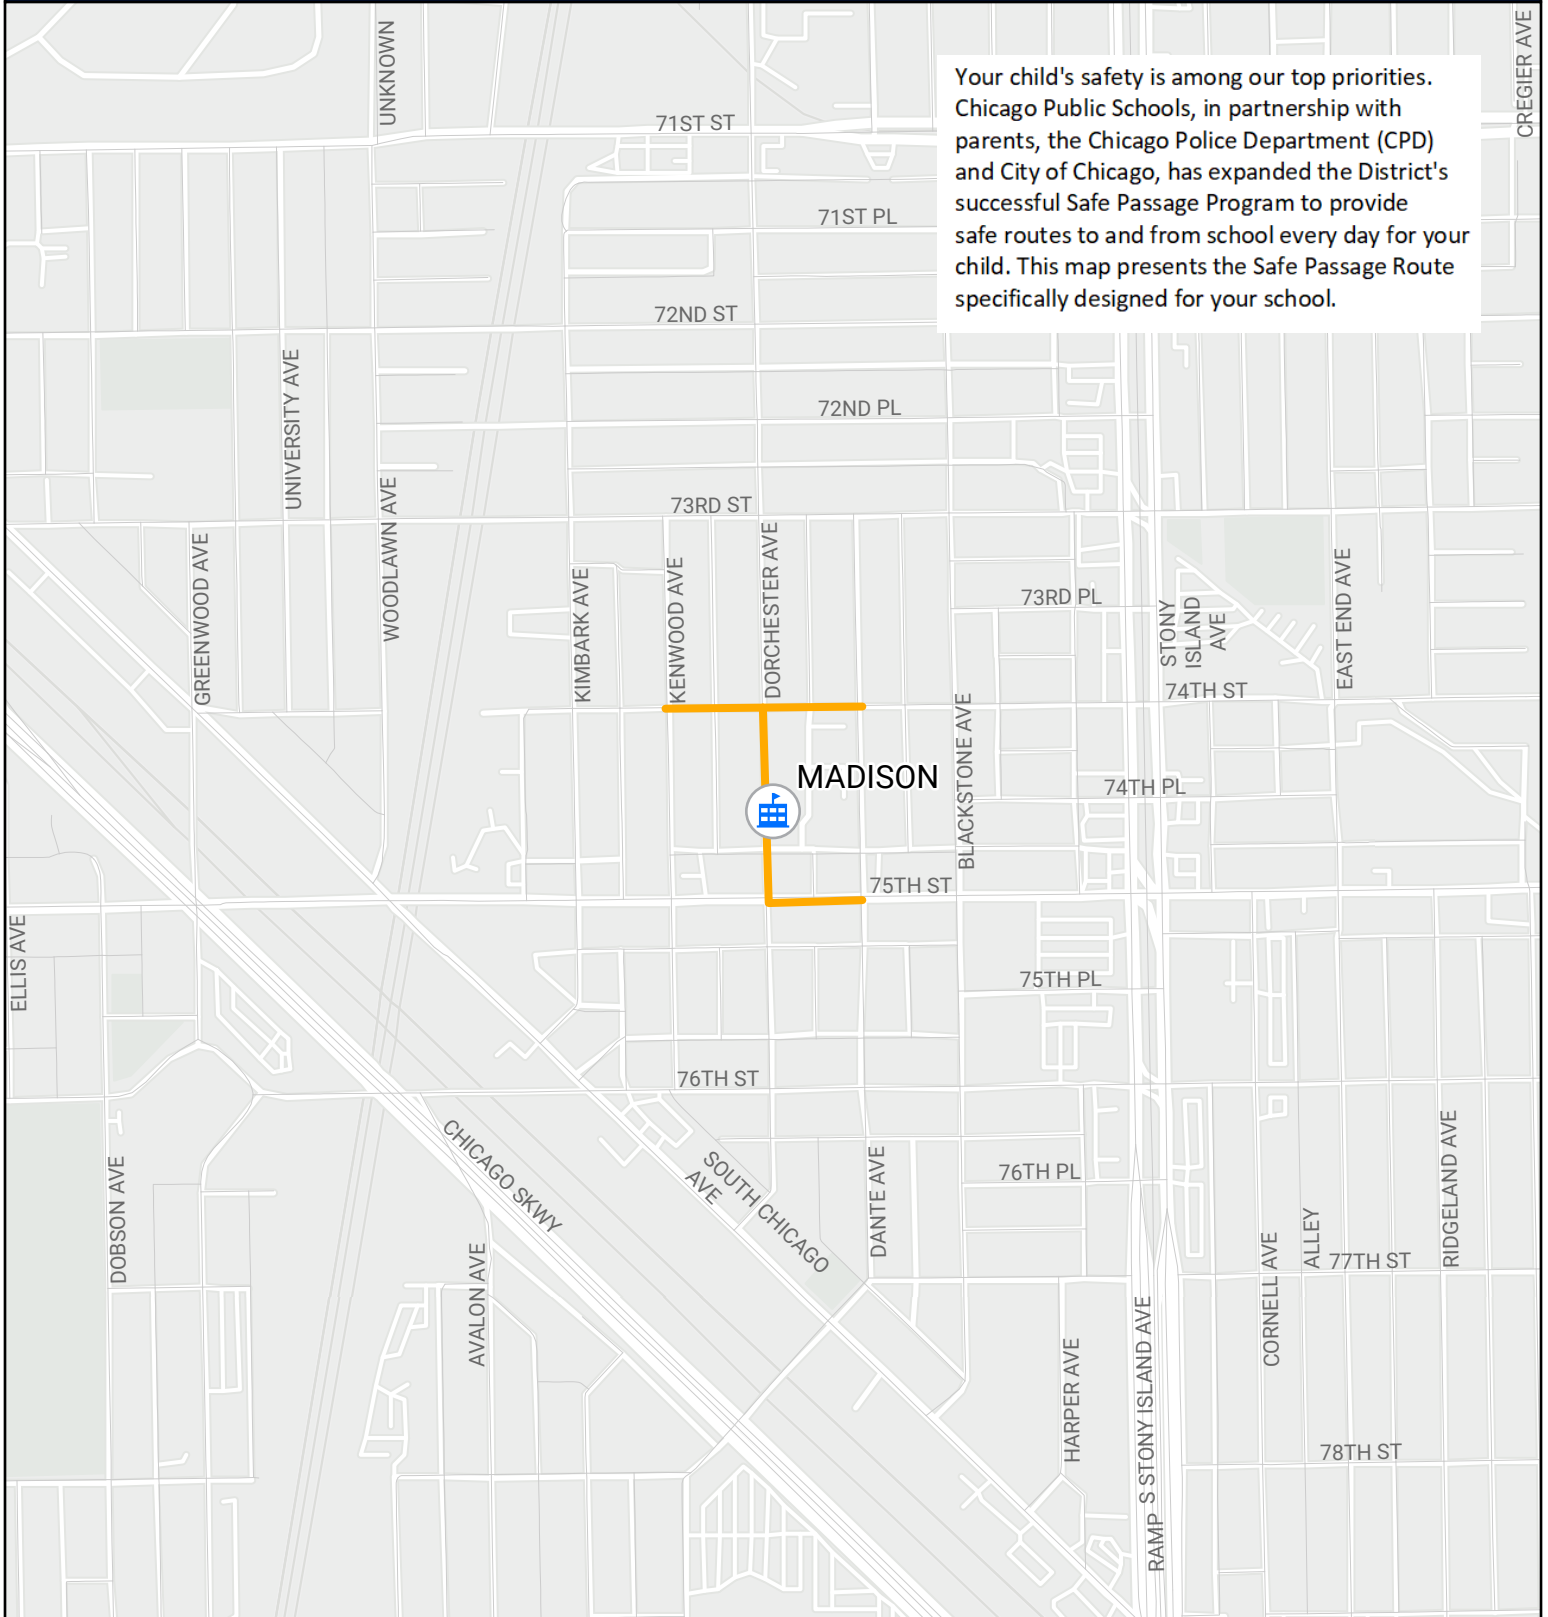 UNKNOWN
CREGIER AVE
Your child's safety is among our top priorities.
Chicago Public Schools, in partnership with
parents, the Chicago Police Department (CPD)
and City of Chicago, has expanded the District's
successful Safe Passage Program to provide
safe routes to and from school every day for your
child. This map presents the Safe Passage Route
specifically designed for your school.
71ST ST
71ST PL
72ND ST
UNIVERSITY AVE
72ND PL
WOODLAWN AVE
73RD ST
GREENWOOD AVE
KIMBARK AVE
KENWOOD AVE
DORCHESTER AVE
73RD PL
STONY
ISLAND
AVE
EAST END AVE
74TH ST
BLACKSTONE AVE
MADISON
74TH PL
75TH ST
ELLIS AVE
75TH PL
76TH ST
CHICAGO SKWY
SOUTH CHICAGO
AVE
DANTE AVE
76TH PL
DOBSON AVE
RIDGELAND AVE
ALLEY
AVALON AVE
CORNELL AVE
77TH ST
HARPER AVE
S STONY ISLAND AVE
78TH ST
RAMP